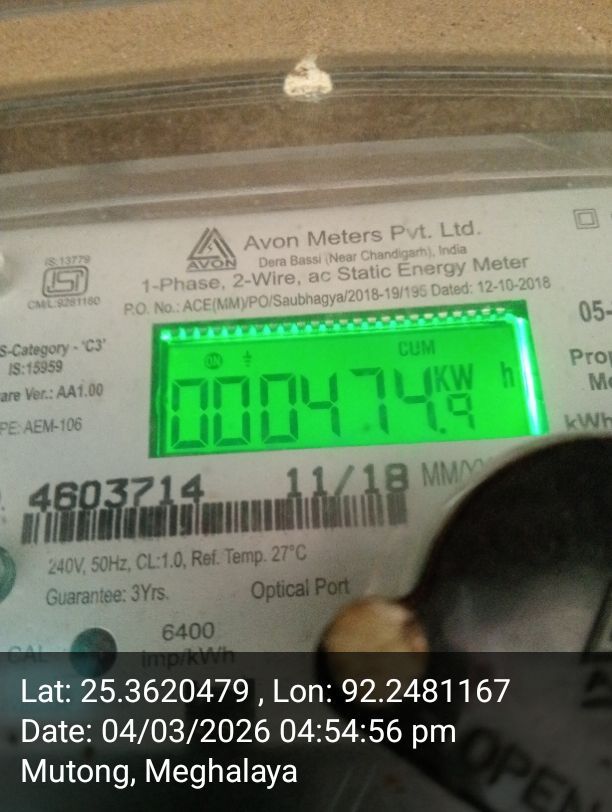 Avon Meters Pvt. Ltd.
AVON
Dera Bassi (Near Chandigarh), India
IS:13779
ISI
CM/L:9281160
1-Phase, 2-Wire, ac Static Energy Meter
P.O. No.: ACE(MM)/PO/Saubhagya/2018-19/195 Dated: 12-10-2018
05-
S-Category - 'C3'
IS:15959
are Ver.: AA1.00
PE: AEM-106
ON CUM
000474.9 KW h
kWh
4603714 11/18 MM/
240V, 50Hz, CL:1.0, Ref. Temp. 27°C
Guarantee: 3Yrs. Optical Port
6400
CAL imp/kWh
OPEN
Lat: 25.3620479 , Lon: 92.2481167
Date: 04/03/2026 04:54:56 pm
Mutong, Meghalaya